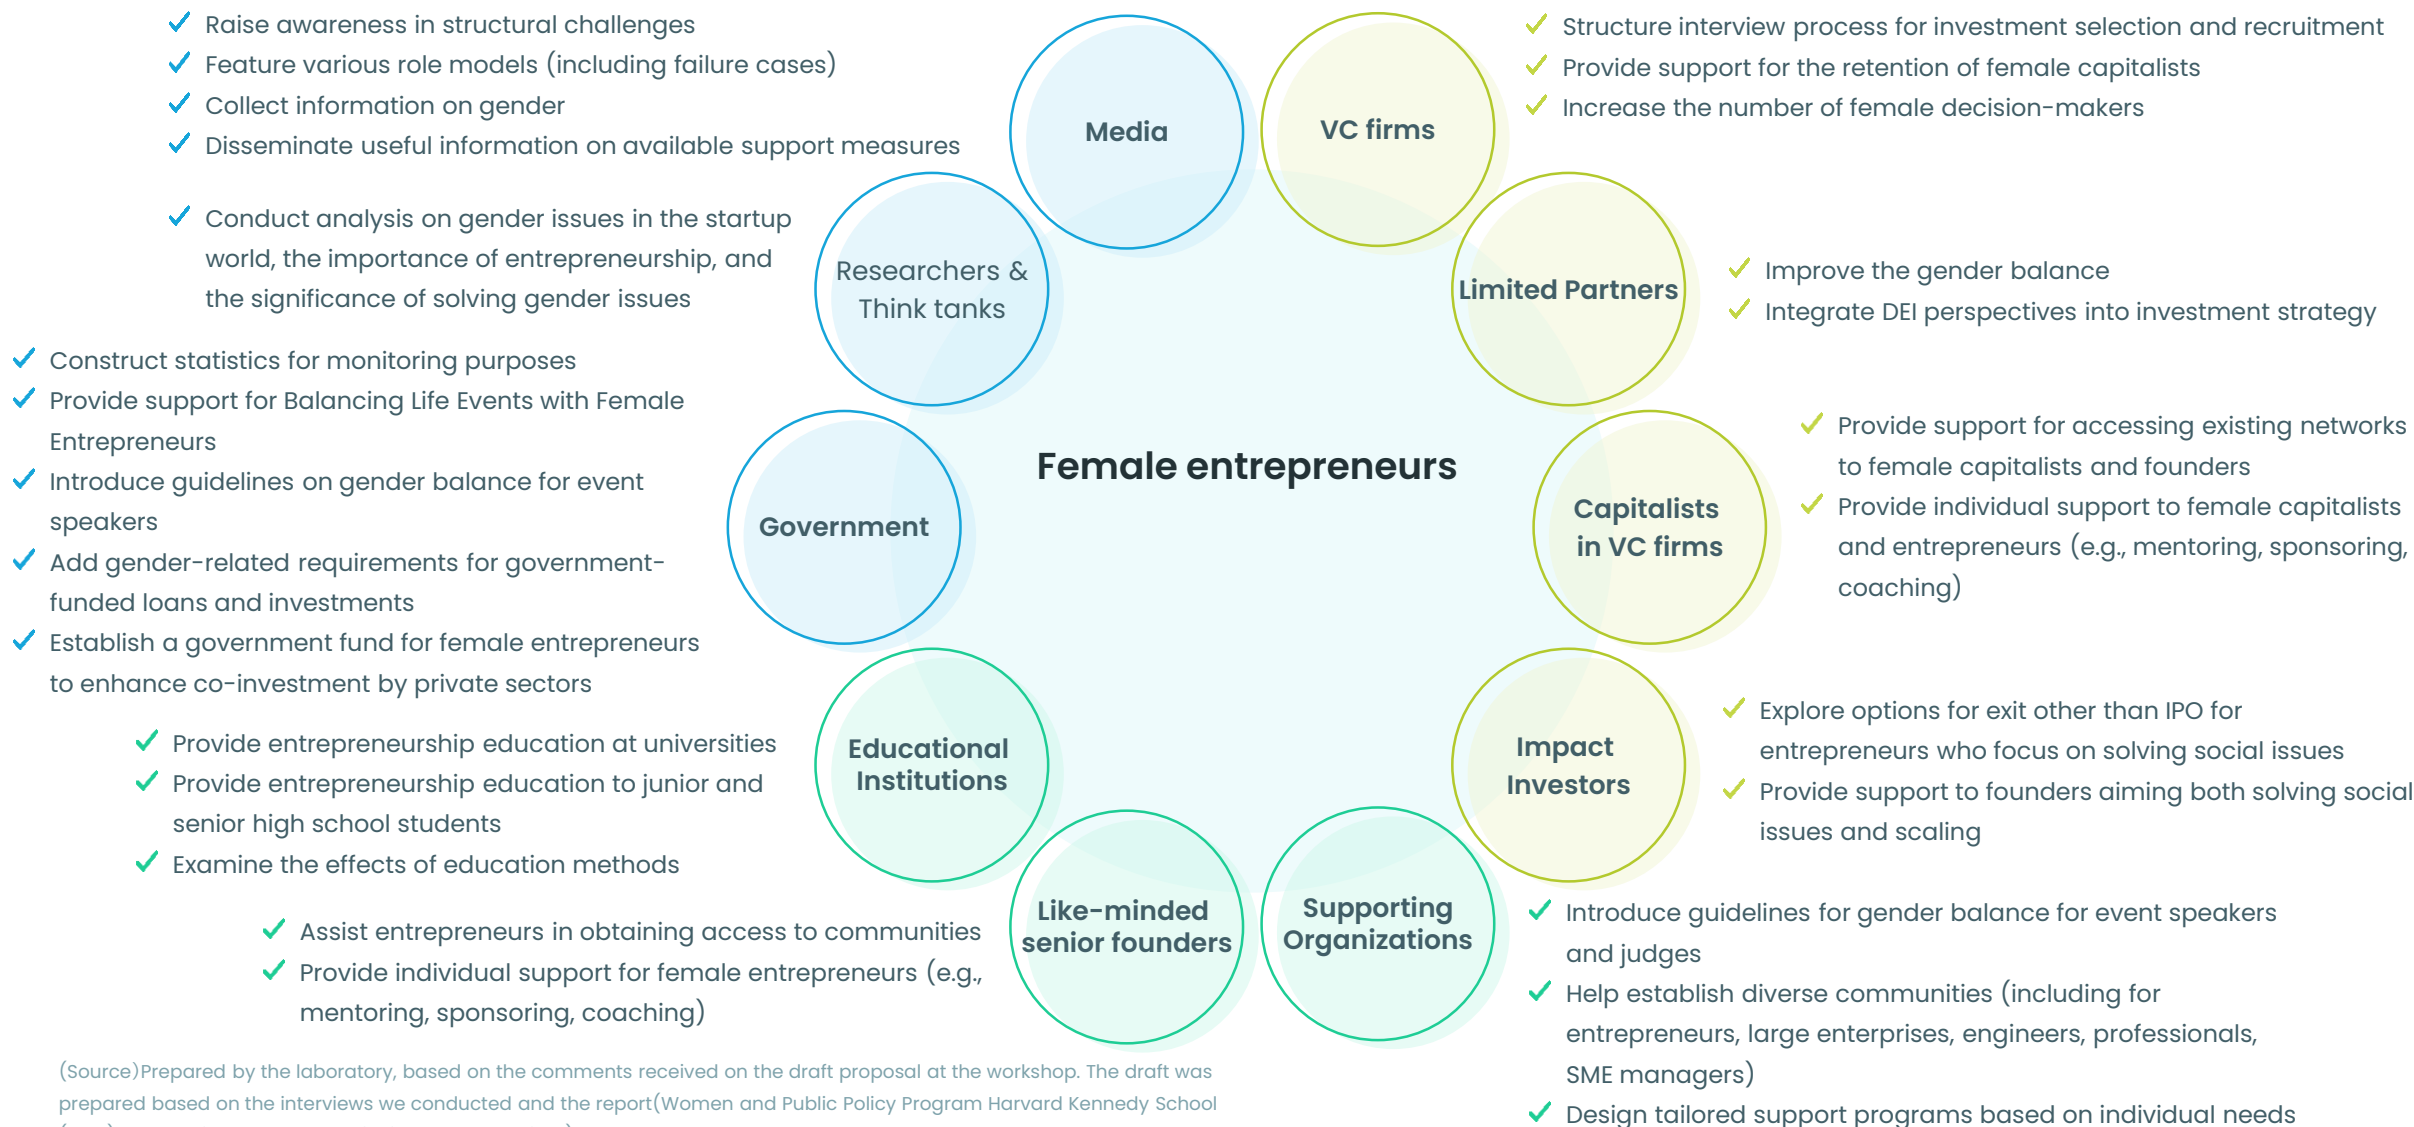 Raise awareness in structural challenges
Feature various role models (including failure cases)
Collect information on gender
Disseminate useful information on available support measures
Media
VC firms
Structure interview process for investment selection and recruitment
Provide support for the retention of female capitalists
Increase the number of female decision-makers
Conduct analysis on gender issues in the startup
world, the importance of entrepreneurship, and
the significance of solving gender issues
Researchers &
Think tanks
Limited Partners
Improve the gender balance
Integrate DEI perspectives into investment strategy
Construct statistics for monitoring purposes
Provide support for Balancing Life Events with Female
Entrepreneurs
Introduce guidelines on gender balance for event
speakers
Add gender-related requirements for government-
funded loans and investments
Establish a government fund for female entrepreneurs
to enhance co-investment by private sectors
Government
Female entrepreneurs
Capitalists
in VC firms
Provide support for accessing existing networks
to female capitalists and founders
Provide individual support to female capitalists
and entrepreneurs (e.g., mentoring, sponsoring,
coaching)
Provide entrepreneurship education at universities
Provide entrepreneurship education to junior and
senior high school students
Examine the effects of education methods
Educational
Institutions
Impact
Investors
Explore options for exit other than IPO for
entrepreneurs who focus on solving social issues
Provide support to founders aiming both solving social
issues and scaling
Assist entrepreneurs in obtaining access to communities
Provide individual support for female entrepreneurs (e.g.,
mentoring, sponsoring, coaching)
Like-minded
senior founders
Supporting
Organizations
Introduce guidelines for gender balance for event speakers
and judges
Help establish diverse communities (including for
entrepreneurs, large enterprises, engineers, professionals,
SME managers)
Design tailored support programs based on individual needs
(Source)Prepared by the laboratory, based on the comments received on the draft proposal at the workshop. The draft was
prepared based on the interviews we conducted and the report(Women and Public Policy Program Harvard Kennedy School